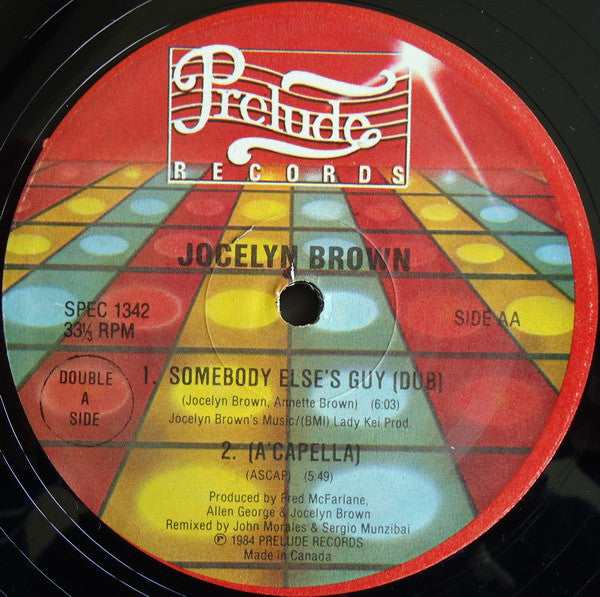 Prelude
RECORDS
JOCELYM BROWN
SPEC 1342
33⅓ RPM
SIDE AA
DOUBLE
A
SIDE
1. SOMEBODY ELSE'S GUY (DUB)
(Jocelyn Brown, Annette Brown) (6:03)
Jocelyn Brown's Music/(BMI) Lady Kei Prod.
2. (A'CAPELLA)
(ASCAP) (5:49)
Produced by Fred McFarlane,
Allen George & Jocelyn Brown
Remixed by John Morales & Sergio Munzibai
℗ 1984 PRELUDE RECORDS
Made in Canada